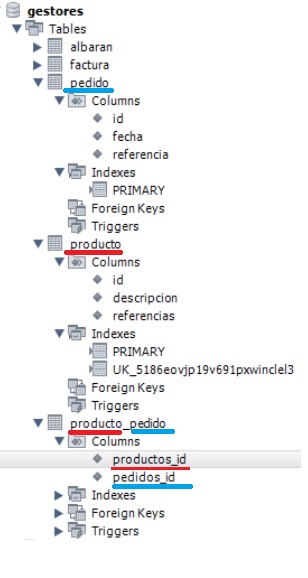 gestores
Tables
albaran
factura
pedido
Columns
id
fecha
referencia
Indexes
PRIMARY
Foreign Keys
Triggers
producto
Columns
id
descripcion
referencias
Indexes
PRIMARY
UK_5186eovjp19v691pxwinclel3
Foreign Keys
Triggers
producto_pedido
Columns
productos_id
pedidos_id
Indexes
Foreign Keys
Triggers